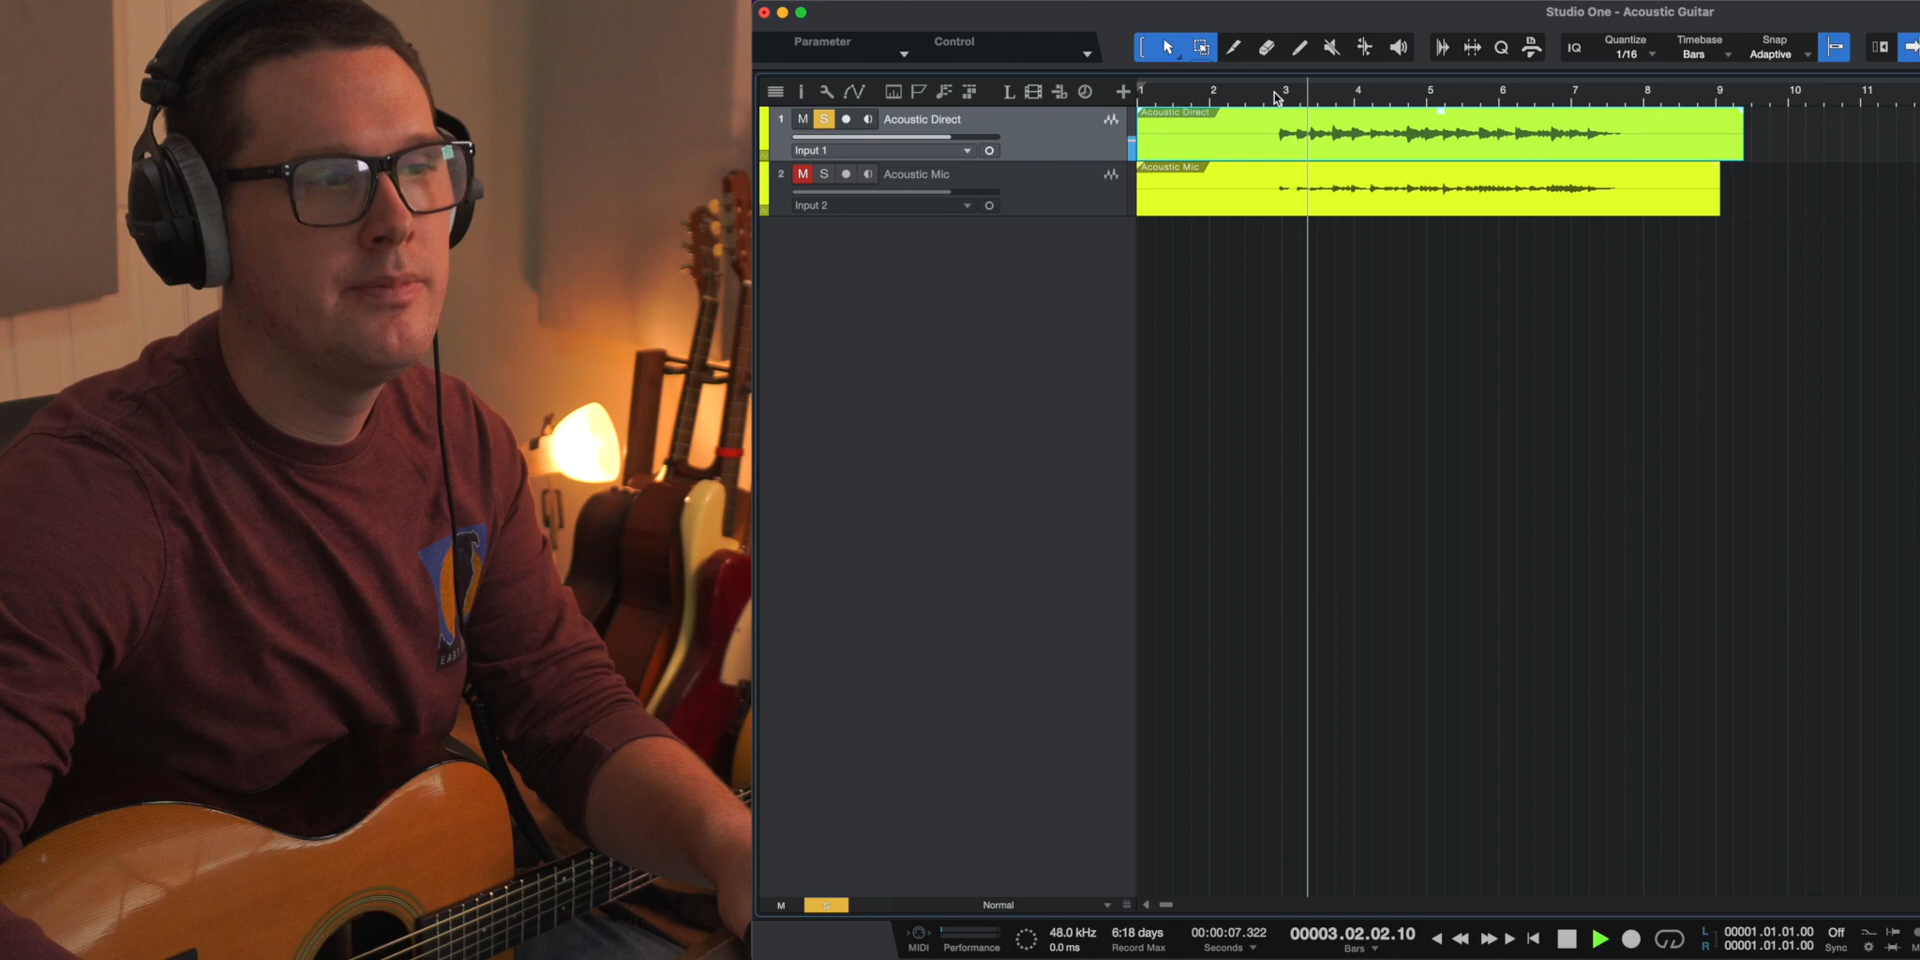 Studio One - Acoustic Guitar
Parameter
Control
IQ
Quantize
1/16
Timebase
Bars
Snap
Adaptive
1 2 3 4 5 6 7 8 9 10 11
1 M S Acoustic Direct
Input 1
Acoustic Direct
2 M S Acoustic Mic
Input 2
Acoustic Mic
M S Normal
MIDI
Performance
48.0 kHz
0.0 ms
6:18 days
Record Max
00:00:07.322
Seconds
00003.02.02.10
Bars
L 00001.01.01.00
R 00001.01.01.00
Off
Sync